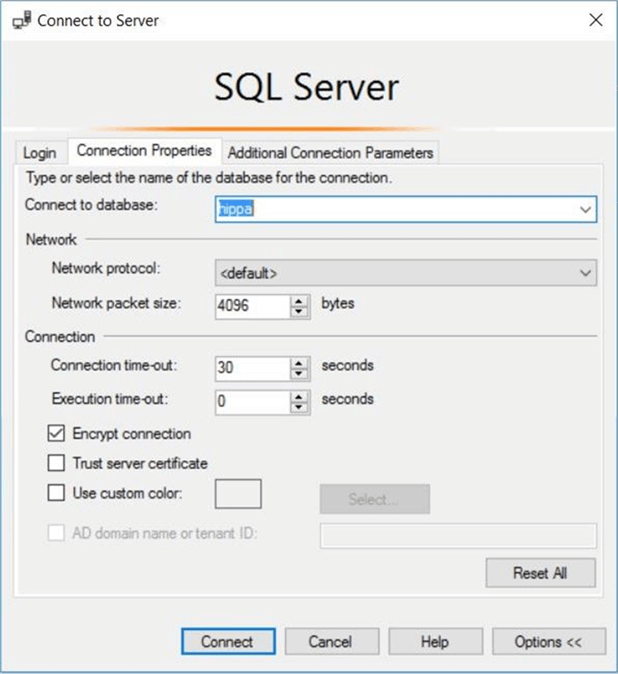 Connect to Server
SQL Server
Login Connection Properties Additional Connection Parameters
Type or select the name of the database for the connection.
Connect to database: hippa
Network
Network protocol: <default>
Network packet size: 4096 bytes
Connection
Connection time-out: 30 seconds
Execution time-out: 0 seconds
Encrypt connection
Trust server certificate
Use custom color: Select...
AD domain name or tenant ID:
Reset All
Connect Cancel Help Options <<